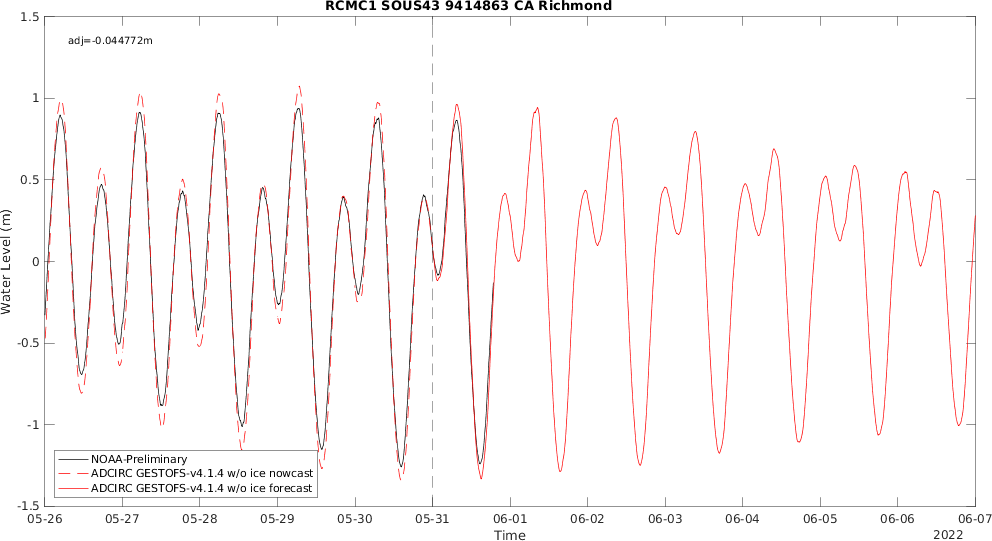 RCMC1 SOUS43 9414863 CA Richmond
adj=-0.044772m
1.5
1
0.5
0
-0.5
-1
-1.5
Water Level (m)
NOAA-Preliminary
ADCIRC GESTOFS-v4.1.4 w/o ice nowcast
ADCIRC GESTOFS-v4.1.4 w/o ice forecast
05-26 05-27 05-28 05-29 05-30 05-31 06-01 06-02 06-03 06-04 06-05 06-06 06-07
Time
2022